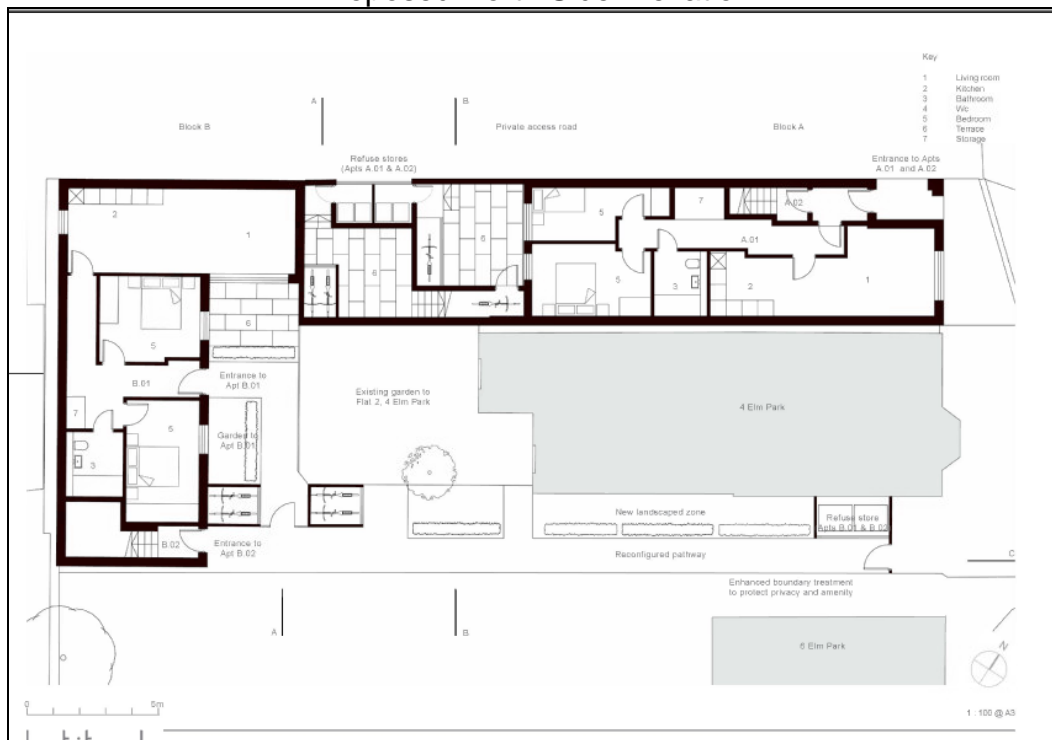 Key
1 Living room
2 Kitchen
3 Bathroom
4 Wc
5 Bedroom
6 Terrace
7 Storage
A
B
Block B
Private access road
Block A
Refuse stores
(Apts A.01 & A.02)
Entrance to Apts
A.01 and A.02
2
1
6
6
5
7
A.02
A.01
5
3
2
1
5
6
B.01
Entrance to
Apt B.01
Existing garden to
Flat 2, 4 Elm Park
4 Elm Park
7
5
Garden to
Apt B.01
3
New landscaped zone
Refuse store
Apts B.01 & B.02
B.02
Entrance to
Apt B.02
Reconfigured pathway
C
Enhanced boundary treatment
to protect privacy and amenity
A
B
6 Elm Park
N
0 5m
1 : 100 @ A3